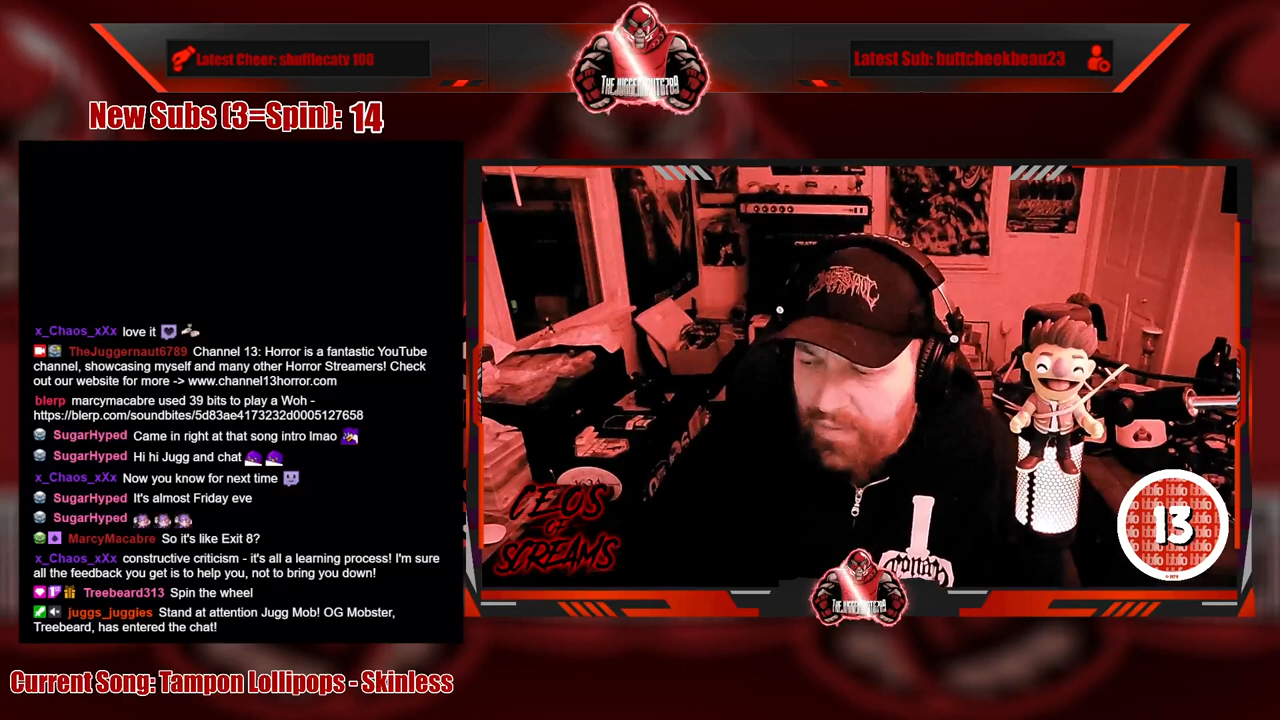 Latest Cheer: shufflecatv 100
THEJUGGERNAUT6789
Latest Sub: buttcheekbeau23
New Subs (3=Spin): 14
x_Chaos_xXx love it
TheJuggernaut6789 Channel 13: Horror is a fantastic YouTube
channel, showcasing myself and many other Horror Streamers! Check
out our website for more -> www.channel13horror.com
blerp marcymacabre used 39 bits to play a Woh -
https://blerp.com/soundbites/5d83ae4173232d0005127658
SugarHyped Came in right at that song intro lmao
SugarHyped Hi hi Jugg and chat
x_Chaos_xXx Now you know for next time
SugarHyped It's almost Friday eve
SugarHyped
MarcyMacabre So it's like Exit 8?
x_Chaos_xXx constructive criticism - it's all a learning process! I'm sure
all the feedback you get is to help you, not to bring you down!
Treebeard313 Spin the wheel
juggs_juggies Stand at attention Jugg Mob! OG Mobster,
Treebeard, has entered the chat!
CEO'S
OF
SCREAMS
13
THEJUGGERNAUT6789
Current Song: Tampon Lollipops - Skinless